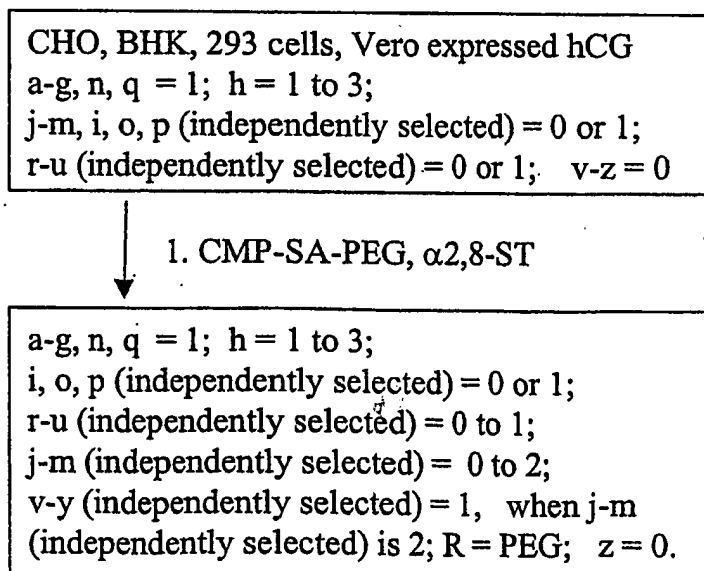 CHO, BHK, 293 cells, Vero expressed hCG
a-g, n, q = 1; h = 1 to 3;
j-m, i, o, p (independently selected) = 0 or 1;
r-u (independently selected) = 0 or 1; v-z = 0
1. CMP-SA-PEG, α2,8-ST
a-g, n, q = 1; h = 1 to 3;
i, o, p (independently selected) = 0 or 1;
r-u (independently selected) = 0 to 1;
j-m (independently selected) = 0 to 2;
v-y (independently selected) = 1, when j-m
(independently selected) is 2; R = PEG; z = 0.